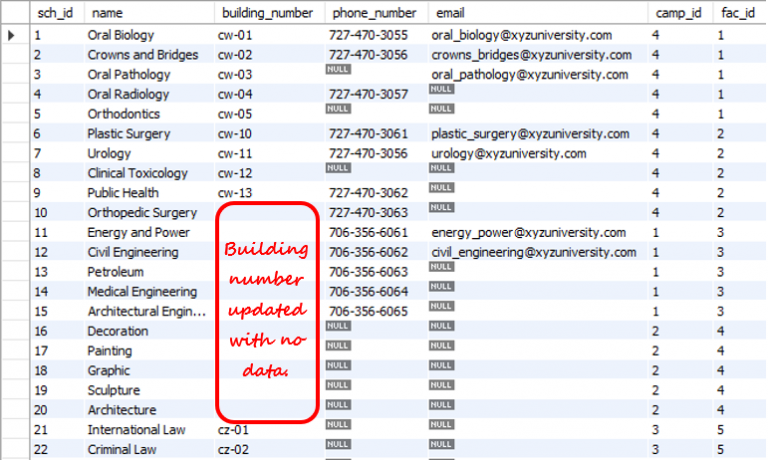 sch_id name building_number phone_number email camp_id fac_id
1 Oral Biology cw-01 727-470-3055 oral_biology@xyzuniversity.com 4 1
2 Crowns and Bridges cw-02 727-470-3056 crowns_bridges@xyzuniversity.com 4 1
3 Oral Pathology cw-03 NULL oral_pathology@xyzuniversity.com 4 1
4 Oral Radiology cw-04 727-470-3057 NULL 4 1
5 Orthodontics cw-05 NULL NULL 4 1
6 Plastic Surgery cw-10 727-470-3061 plastic_surgery@xyzuniversity.com 4 2
7 Urology cw-11 727-470-3056 urology@xyzuniversity.com 4 2
8 Clinical Toxicology cw-12 NULL NULL 4 2
9 Public Health cw-13 727-470-3062 NULL 4 2
10 Orthopedic Surgery 727-470-3063 NULL 4 2
11 Energy and Power 706-356-6061 energy_power@xyzuniversity.com 1 3
12 Civil Engineering 706-356-6062 civil_engineering@xyzuniversity.com 1 3
13 Petroleum 706-356-6063 NULL 1 3
14 Medical Engineering 706-356-6064 NULL 1 3
15 Architectural Engin... 706-356-6065 NULL 1 3
16 Decoration NULL NULL 2 4
17 Painting NULL NULL 2 4
18 Graphic NULL NULL 2 4
19 Sculpture NULL NULL 2 4
20 Architecture NULL NULL 2 4
21 International Law cz-01 NULL NULL 3 5
22 Criminal Law cz-02 NULL NULL 3 5
Building
number
updated
with no
data.